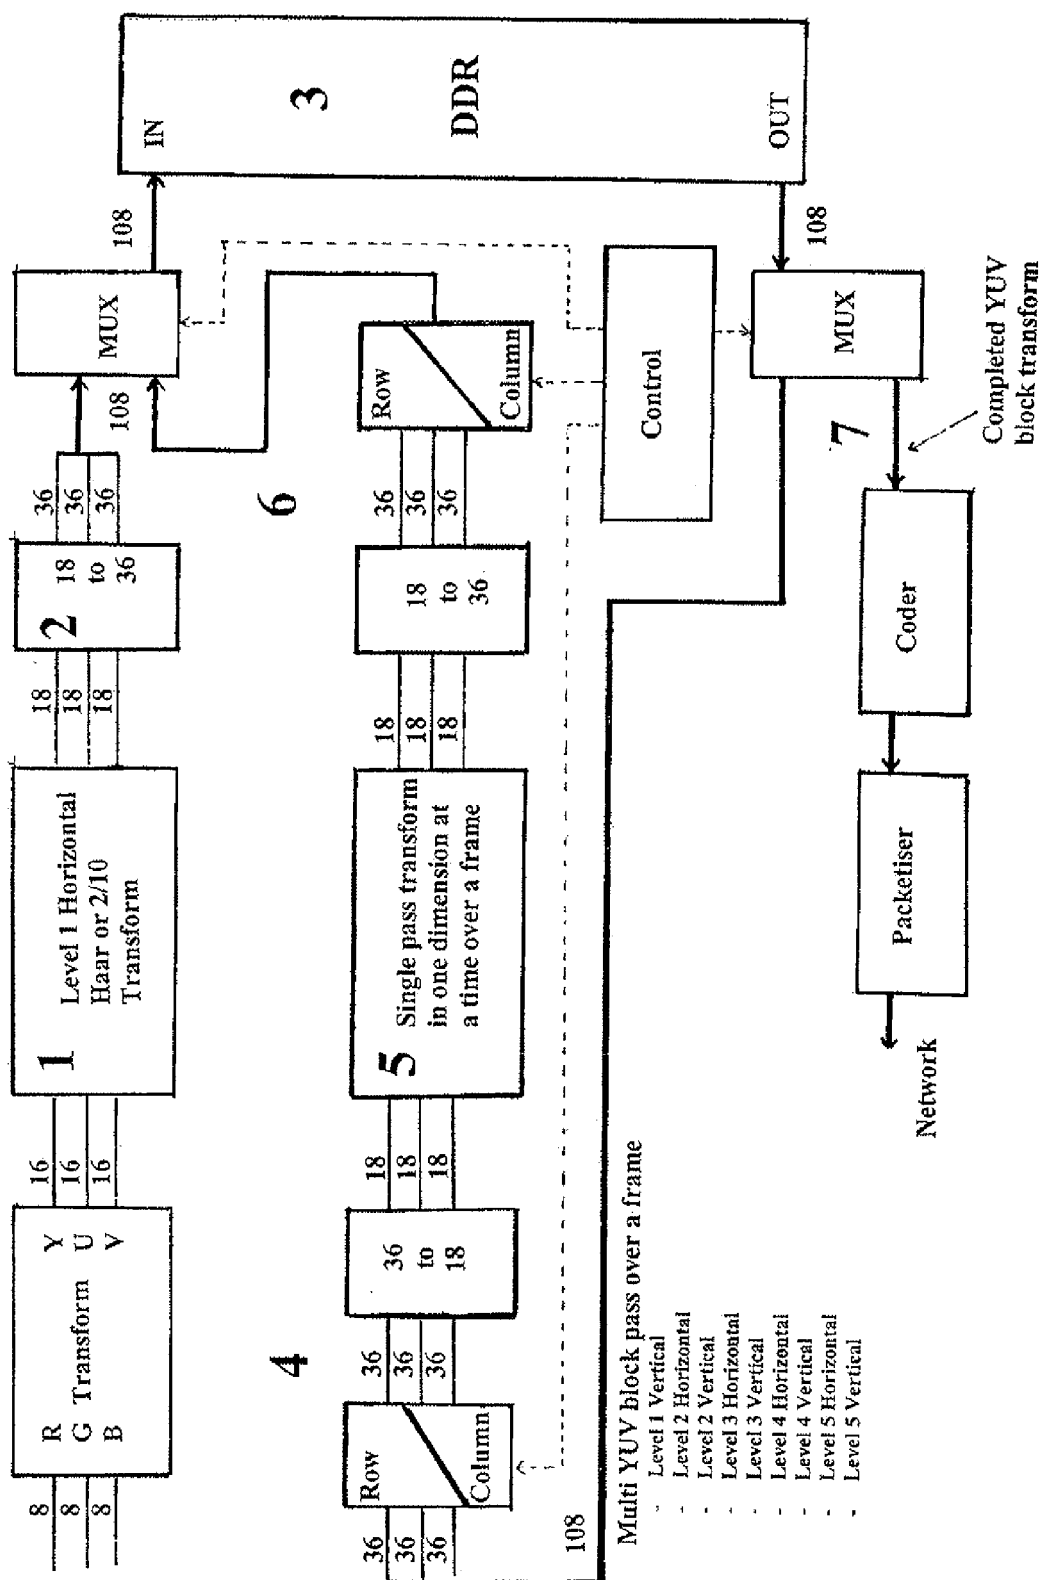 8
8
8
R Y
G Transform U
B V
16
16
16
1
Level 1 Horizontal
Haar or 2/10
Transform
18
18
18
2
18
to
36
36
36
36
108
MUX
108
IN
3
DDR
OUT
108
4
36
36
36
Row
Column
36
36
36
36
to
18
18
18
18
5
Single pass transform
in one dimension at
a time over a frame
18
18
18
18
to
36
6
36
36
36
Row
Column
Control
108
MUX
7
Completed YUV
block transform
Coder
Packetiser
Network
Multi YUV block pass over a frame
- Level 1 Vertical
- Level 2 Horizontal
- Level 2 Vertical
- Level 3 Horizontal
- Level 3 Vertical
- Level 4 Horizontal
- Level 4 Vertical
- Level 5 Horizontal
- Level 5 Vertical